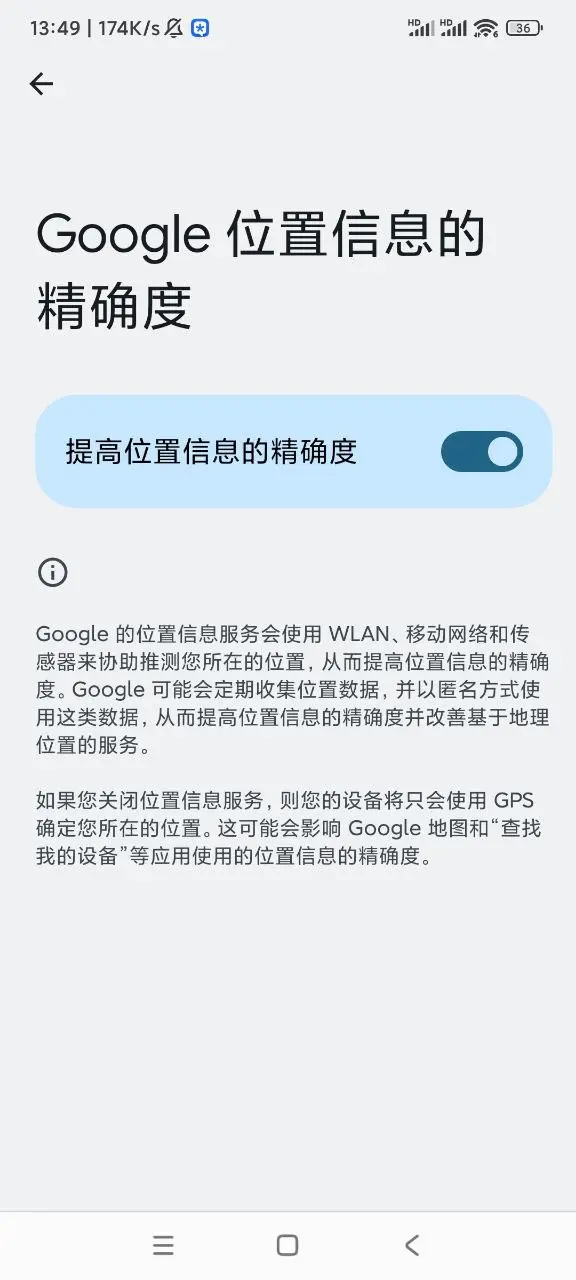 13:49 | 174K/s HD HD 6 36
Google 位置信息的
精确度
提高位置信息的精确度
Google 的位置信息服务会使用 WLAN、移动网络和传
感器来协助推测您所在的位置，从而提高位置信息的精确
度。Google 可能会定期收集位置数据，并以匿名方式使
用这类数据，从而提高位置信息的精确度并改善基于地理
位置的服务。
如果您关闭位置信息服务，则您的设备将只会使用 GPS
确定您所在的位置。这可能会影响 Google 地图和“查找
我的设备”等应用使用的位置信息的精确度。